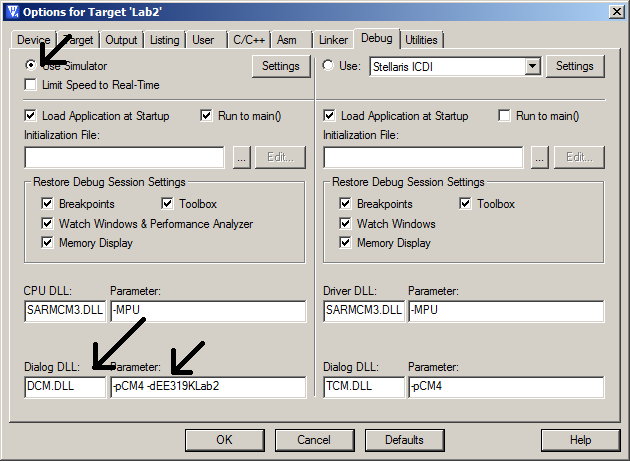 Options for Target 'Lab2'
Device Target Output Listing User C/C++ Asm Linker Debug Utilities
Use Simulator Settings Use: Stellaris ICDI Settings
Limit Speed to Real-Time
Load Application at Startup Run to main() Load Application at Startup Run to main()
Initialization File: Initialization File:
... Edit... ... Edit...
Restore Debug Session Settings Restore Debug Session Settings
Breakpoints Toolbox Breakpoints Toolbox
Watch Windows & Performance Analyzer Watch Windows
Memory Display Memory Display
CPU DLL: Parameter: Driver DLL: Parameter:
SARMCM3.DLL -MPU SARMCM3.DLL -MPU
Dialog DLL: Parameter: Dialog DLL: Parameter:
DCM.DLL -pCM4 -dEE319KLab2 TCM.DLL -pCM4
OK Cancel Defaults Help